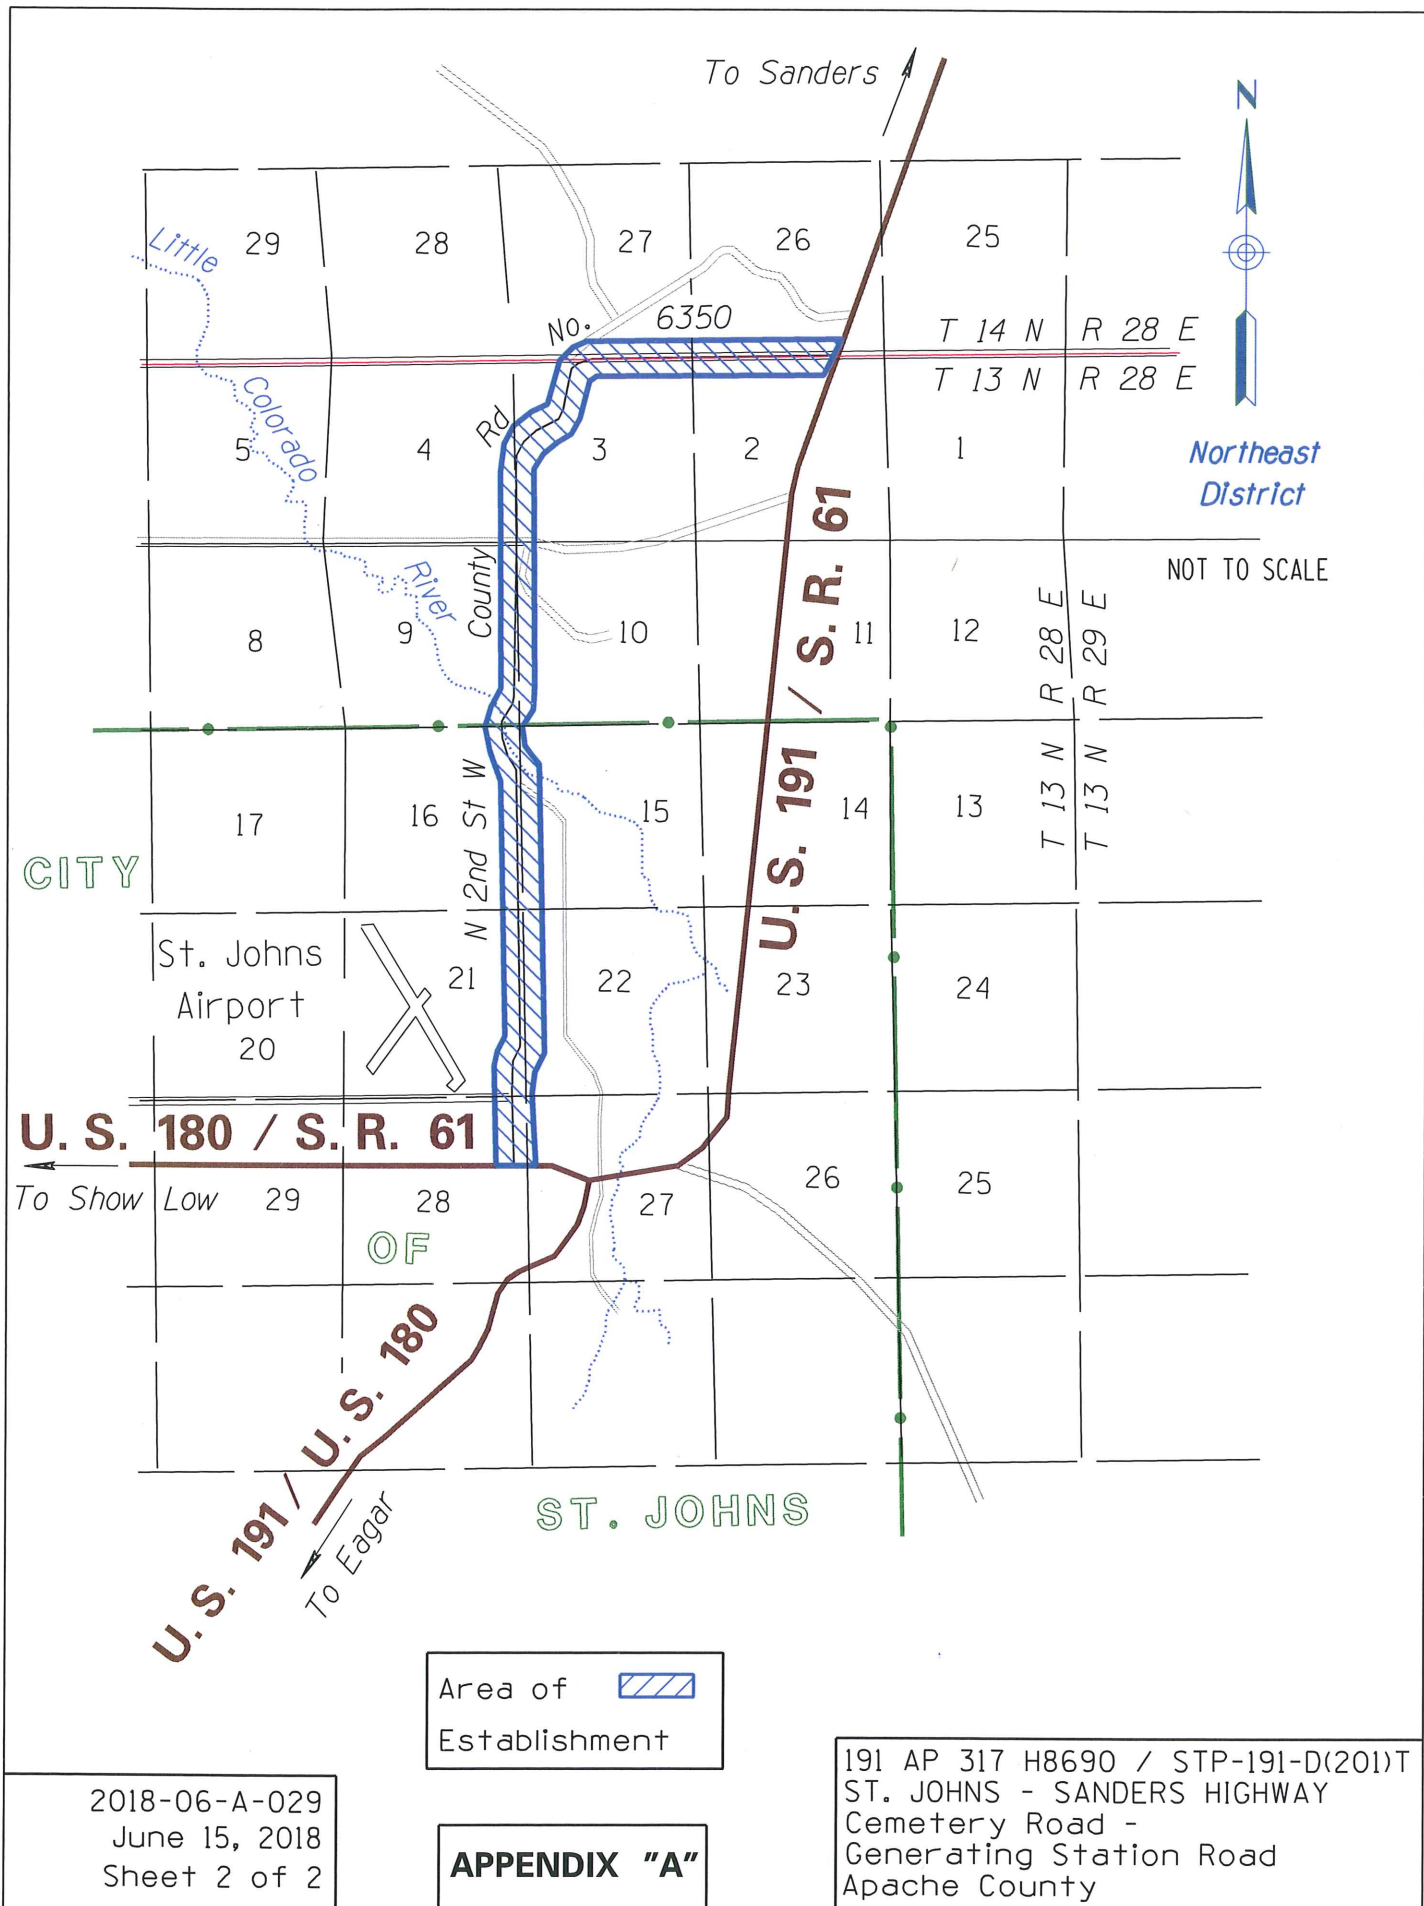 To Sanders
N
29
28
27
26
25
Little
No.
6350
T 14 N
R 28 E
T 13 N
R 28 E
Colorado
Rd
5
4
3
2
1
Northeast
District
NOT TO SCALE
River
County
U. S. 191 / S. R. 61
8
9
10
11
12
R 28 E
R 29 E
T 13 N
T 13 N
N 2nd St W
17
16
15
14
13
CITY
St. Johns
Airport
20
21
22
23
24
U. S. 180 / S. R. 61
To Show Low
29
28
27
26
25
OF
U. S. 191 / U. S. 180
ST. JOHNS
To Eagar
Area of
Establishment
2018-06-A-029
June 15, 2018
Sheet 2 of 2
APPENDIX "A"
191 AP 317 H8690 / STP-191-D(201)T
ST. JOHNS - SANDERS HIGHWAY
Cemetery Road -
Generating Station Road
Apache County